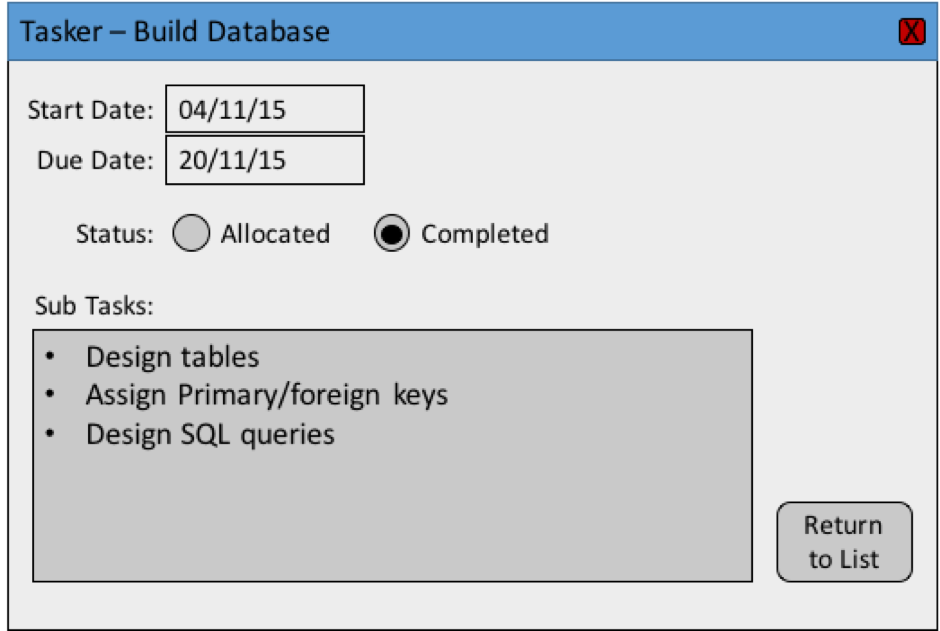 Tasker – Build Database
X
Start Date: 04/11/15
Due Date: 20/11/15
Status: Allocated Completed
Sub Tasks:
• Design tables
• Assign Primary/foreign keys
• Design SQL queries
Return
to List